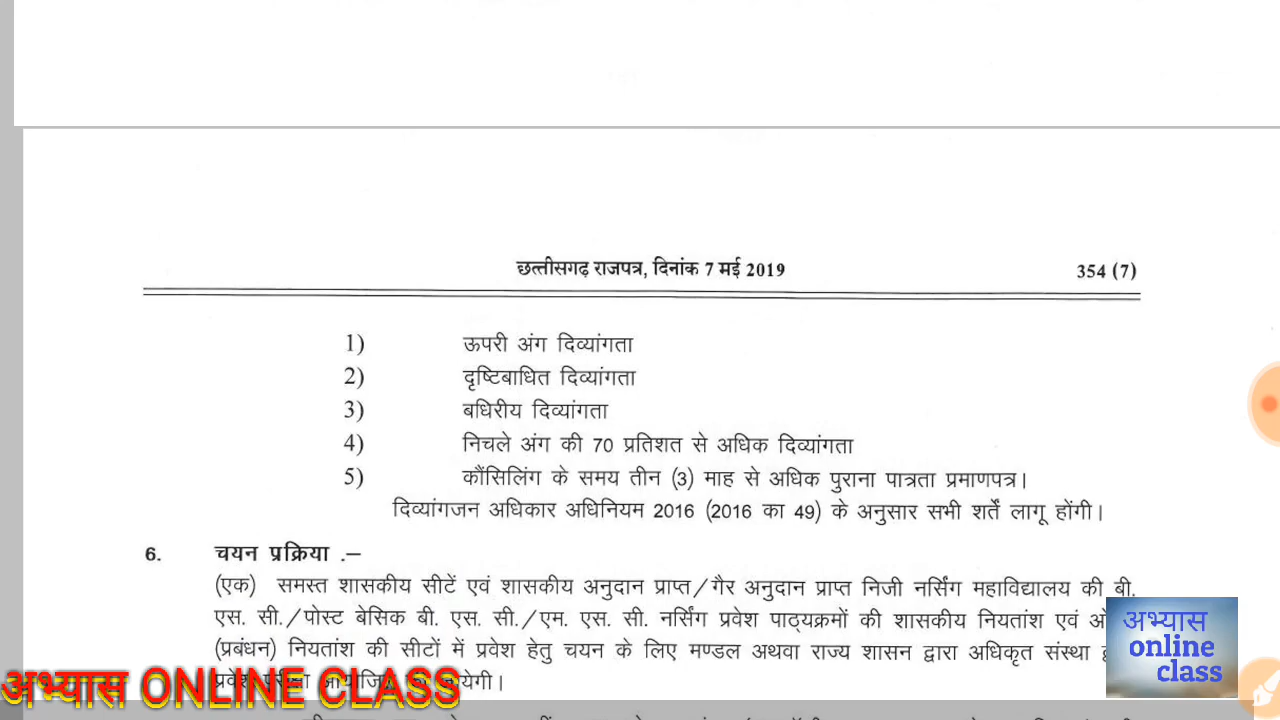 छत्तीसगढ़ राजपत्र, दिनांक 7 मई 2019 354 (7)
1) ऊपरी अंग दिव्यांगता
2) दृष्टिबाधित दिव्यांगता
3) बधिरीय दिव्यांगता
4) निचले अंग की 70 प्रतिशत से अधिक दिव्यांगता
5) कौंसिलिंग के समय तीन (3) माह से अधिक पुराना पात्रता प्रमाणपत्र।
दिव्यांगजन अधिकार अधिनियम 2016 (2016 का 49) के अनुसार सभी शर्तें लागू होंगी।
6. चयन प्रक्रिया .–
(एक) समस्त शासकीय सीटें एवं शासकीय अनुदान प्राप्त/गैर अनुदान प्राप्त निजी नर्सिंग महाविद्यालय की बी.
एस. सी./पोस्ट बेसिक बी. एस. सी./एम. एस. सी. नर्सिंग प्रवेश पाठ्यक्रमों की शासकीय नियतांश एवं
(प्रबंधन) नियतांश की सीटों में प्रवेश हेतु चयन के लिए मण्डल अथवा राज्य शासन द्वारा अधिकृत संस्था
अभ्यास
online
class
अभ्यास ONLINE CLASS